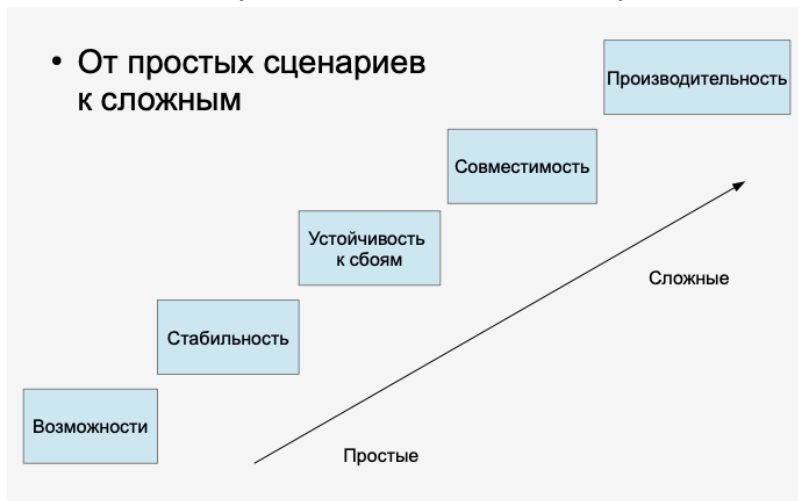 • От простых сценариев
к сложным
Производительность
Совместимость
Устойчивость
к сбоям
Сложные
Стабильность
Возможности
Простые